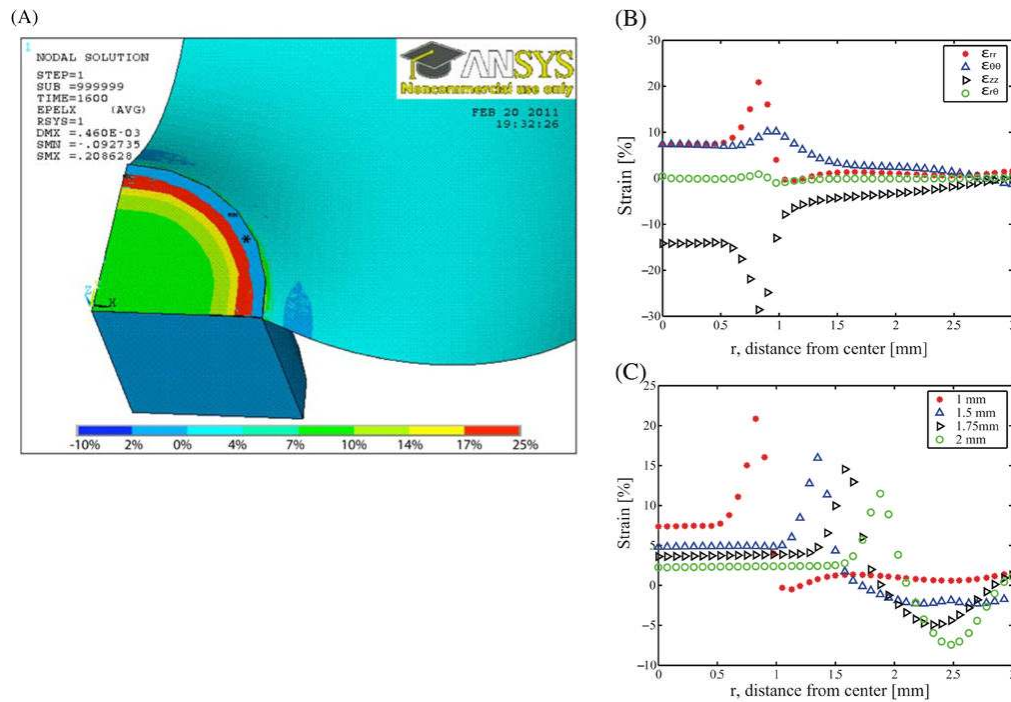 (A)
1
NODAL SOLUTION
STEP=1
SUB =999999
TIME=1600
EPELX (AVG)
RSYS=1
DMX =.460E-03
SMN =-.092735
SMX =.208628
ANSYS
Noncommercial use only
FEB 20 2011
19:32:26
X
-10% 2% 0% 4% 7% 10% 14% 17% 25%
(B)
30
20
10
0
−10
−20
−30
Strain [%]
0 0.5 1 1.5 2 2.5
r, distance from center [mm]
εrr
εθθ
εzz
εrθ
(C)
25
20
15
10
5
0
−5
−10
Strain [%]
0 0.5 1 1.5 2 2.5
r, distance from center [mm]
1 mm
1.5 mm
1.75mm
2 mm